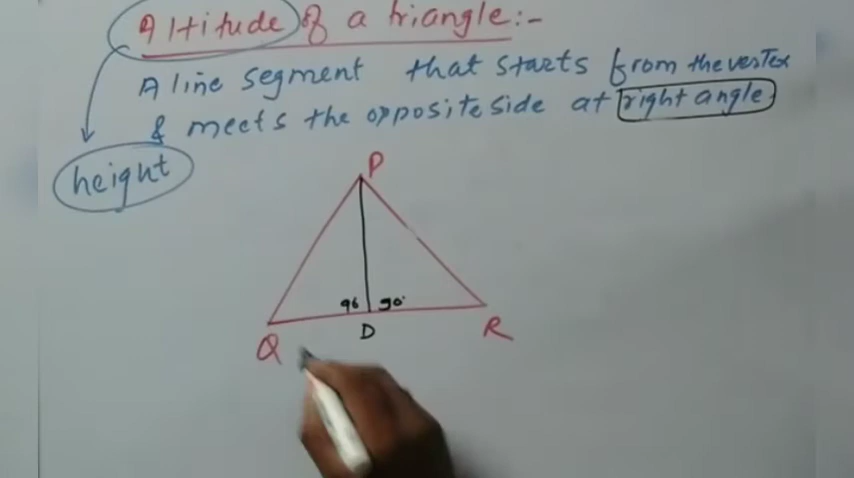 Altitude of a triangle:-
A line segment that starts from the vertex
& meets the opposite side at right angle.
height
P
90° 90°
D
Q
R